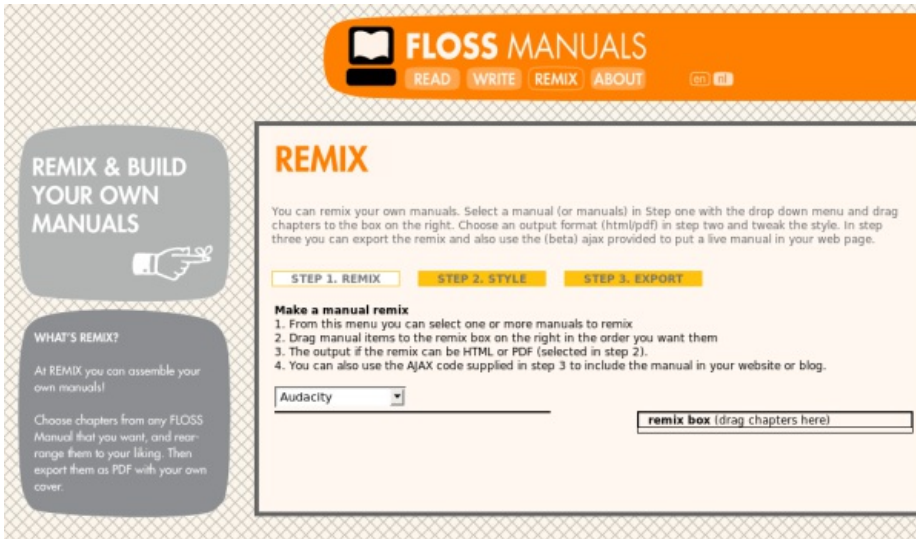 FLOSS MANUALS
READ WRITE REMIX ABOUT en nl
REMIX & BUILD
YOUR OWN
MANUALS
WHAT'S REMIX?
At REMIX you can assemble your
own manuals!
Choose chapters from any FLOSS
Manual that you want, and rear-
range them to your liking. Then
export them as PDF with your own
cover.
REMIX
You can remix your own manuals. Select a manual (or manuals) in Step one with the drop down menu and drag
chapters to the box on the right. Choose an output format (html/pdf) in step two and tweak the style. In step
three you can export the remix and also use the (beta) ajax provided to put a live manual in your web page.
STEP 1. REMIX STEP 2. STYLE STEP 3. EXPORT
Make a manual remix
1. From this menu you can select one or more manuals to remix
2. Drag manual items to the remix box on the right in the order you want them
3. The output if the remix can be HTML or PDF (selected in step 2).
4. You can also use the AJAX code supplied in step 3 to include the manual in your website or blog.
Audacity
remix box (drag chapters here)